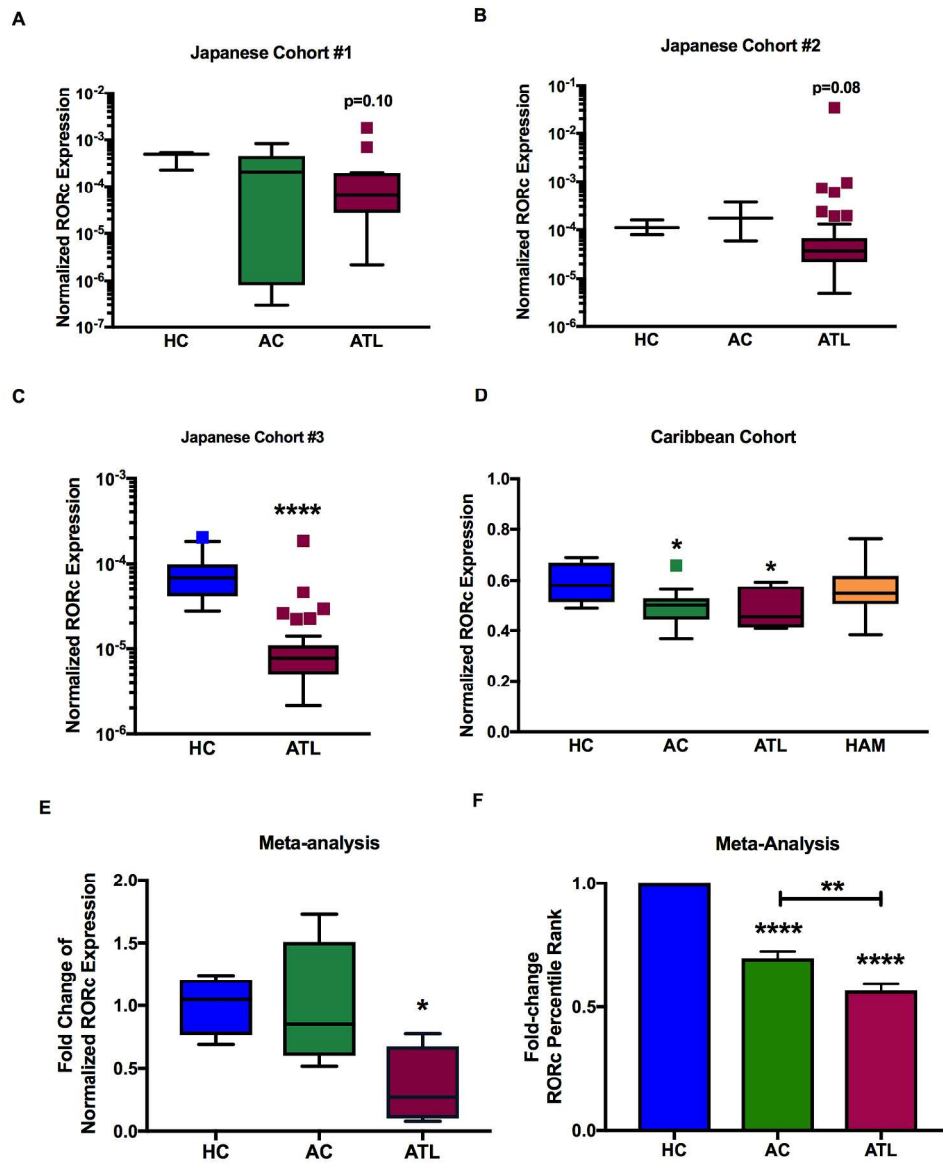 A
Japanese Cohort #1
Normalized RORc Expression
10-2
10-3
10-4
10-5
10-6
10-7
p=0.10
HC AC ATL
B
Japanese Cohort #2
Normalized RORc Expression
10-1
10-2
10-3
10-4
10-5
10-6
p=0.08
HC AC ATL
C
Japanese Cohort #3
Normalized RORc Expression
10-3
10-4
10-5
10-6
****
HC ATL
D
Caribbean Cohort
Normalized RORc Expression
1.0
0.8
0.6
0.4
0.2
0.0
* *
HC AC ATL HAM
E
Meta-analysis
Fold Change of
Normalized RORc Expression
2.0
1.5
1.0
0.5
0.0
*
HC AC ATL
F
Meta-Analysis
Fold-change
RORc Percentile Rank
1.0
0.5
0.0
**
**** ****
HC AC ATL